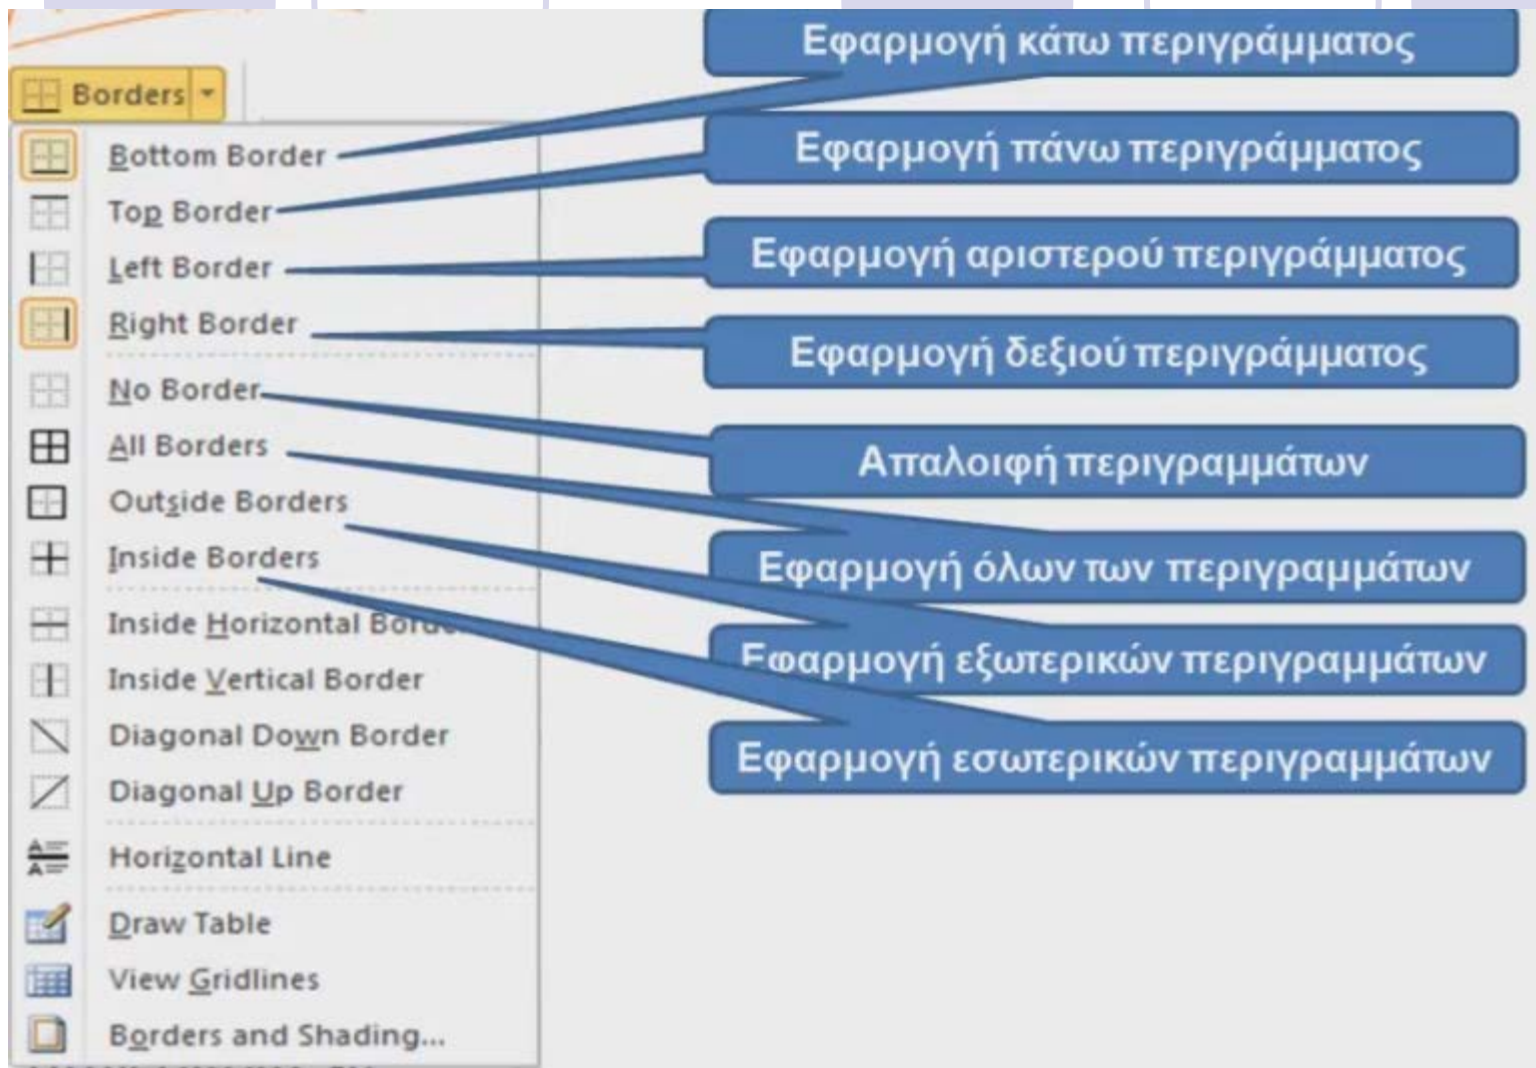 Borders
Bottom Border
Top Border
Left Border
Right Border
No Border
All Borders
Outside Borders
Inside Borders
Inside Horizontal
Inside Vertical Border
Diagonal Down Border
Diagonal Up Border
Horizontal Line
Draw Table
View Gridlines
Borders and Shading...
Εφαρμογή κάτω περιγράμματος
Εφαρμογή πάνω περιγράμματος
Εφαρμογή αριστερού περιγράμματος
Εφαρμογή δεξιού περιγράμματος
Απαλοιφή περιγραμμάτων
Εφαρμογή όλων των περιγραμμάτων
Εφαρμογή εξωτερικών περιγραμμάτων
Εφαρμογή εσωτερικών περιγραμμάτων